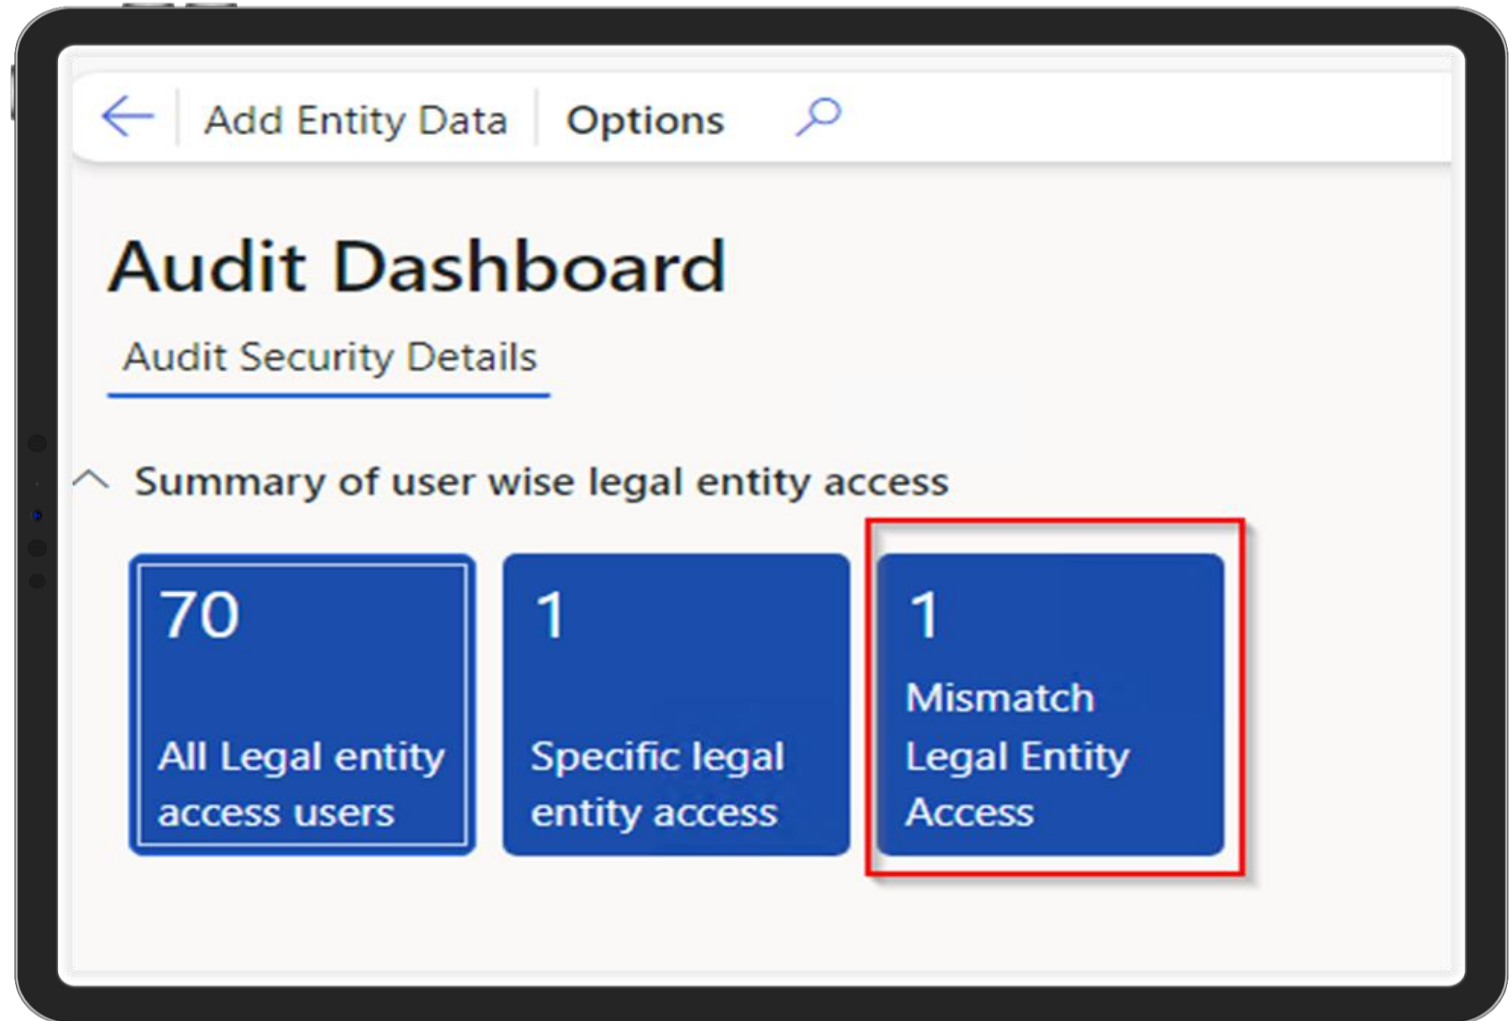 Add Entity Data Options
Audit Dashboard
Audit Security Details
Summary of user wise legal entity access
70
All Legal entity
access users
1
Specific legal
entity access
1
Mismatch
Legal Entity
Access